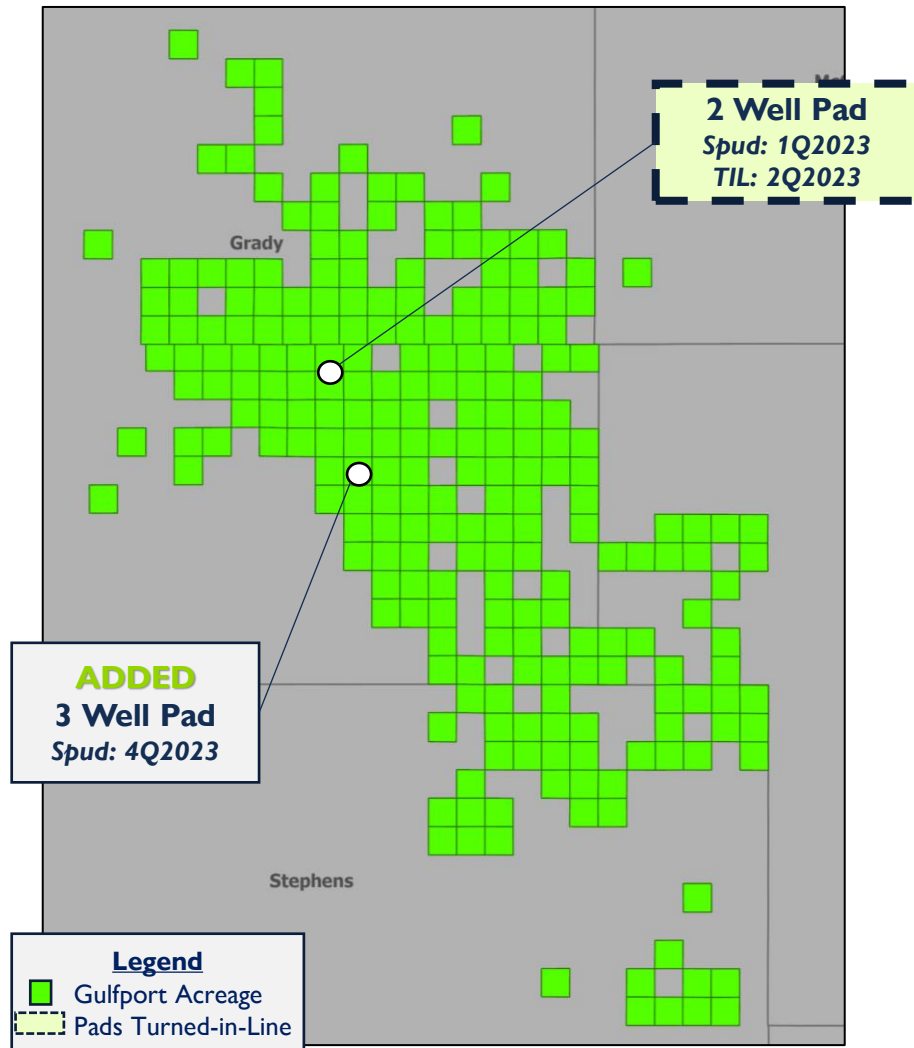 2 Well Pad
Spud: 1Q2023
TIL: 2Q2023
Grady
ADDED
3 Well Pad
Spud: 4Q2023
Stephens
Legend
Gulfport Acreage
Pads Turned-in-Line